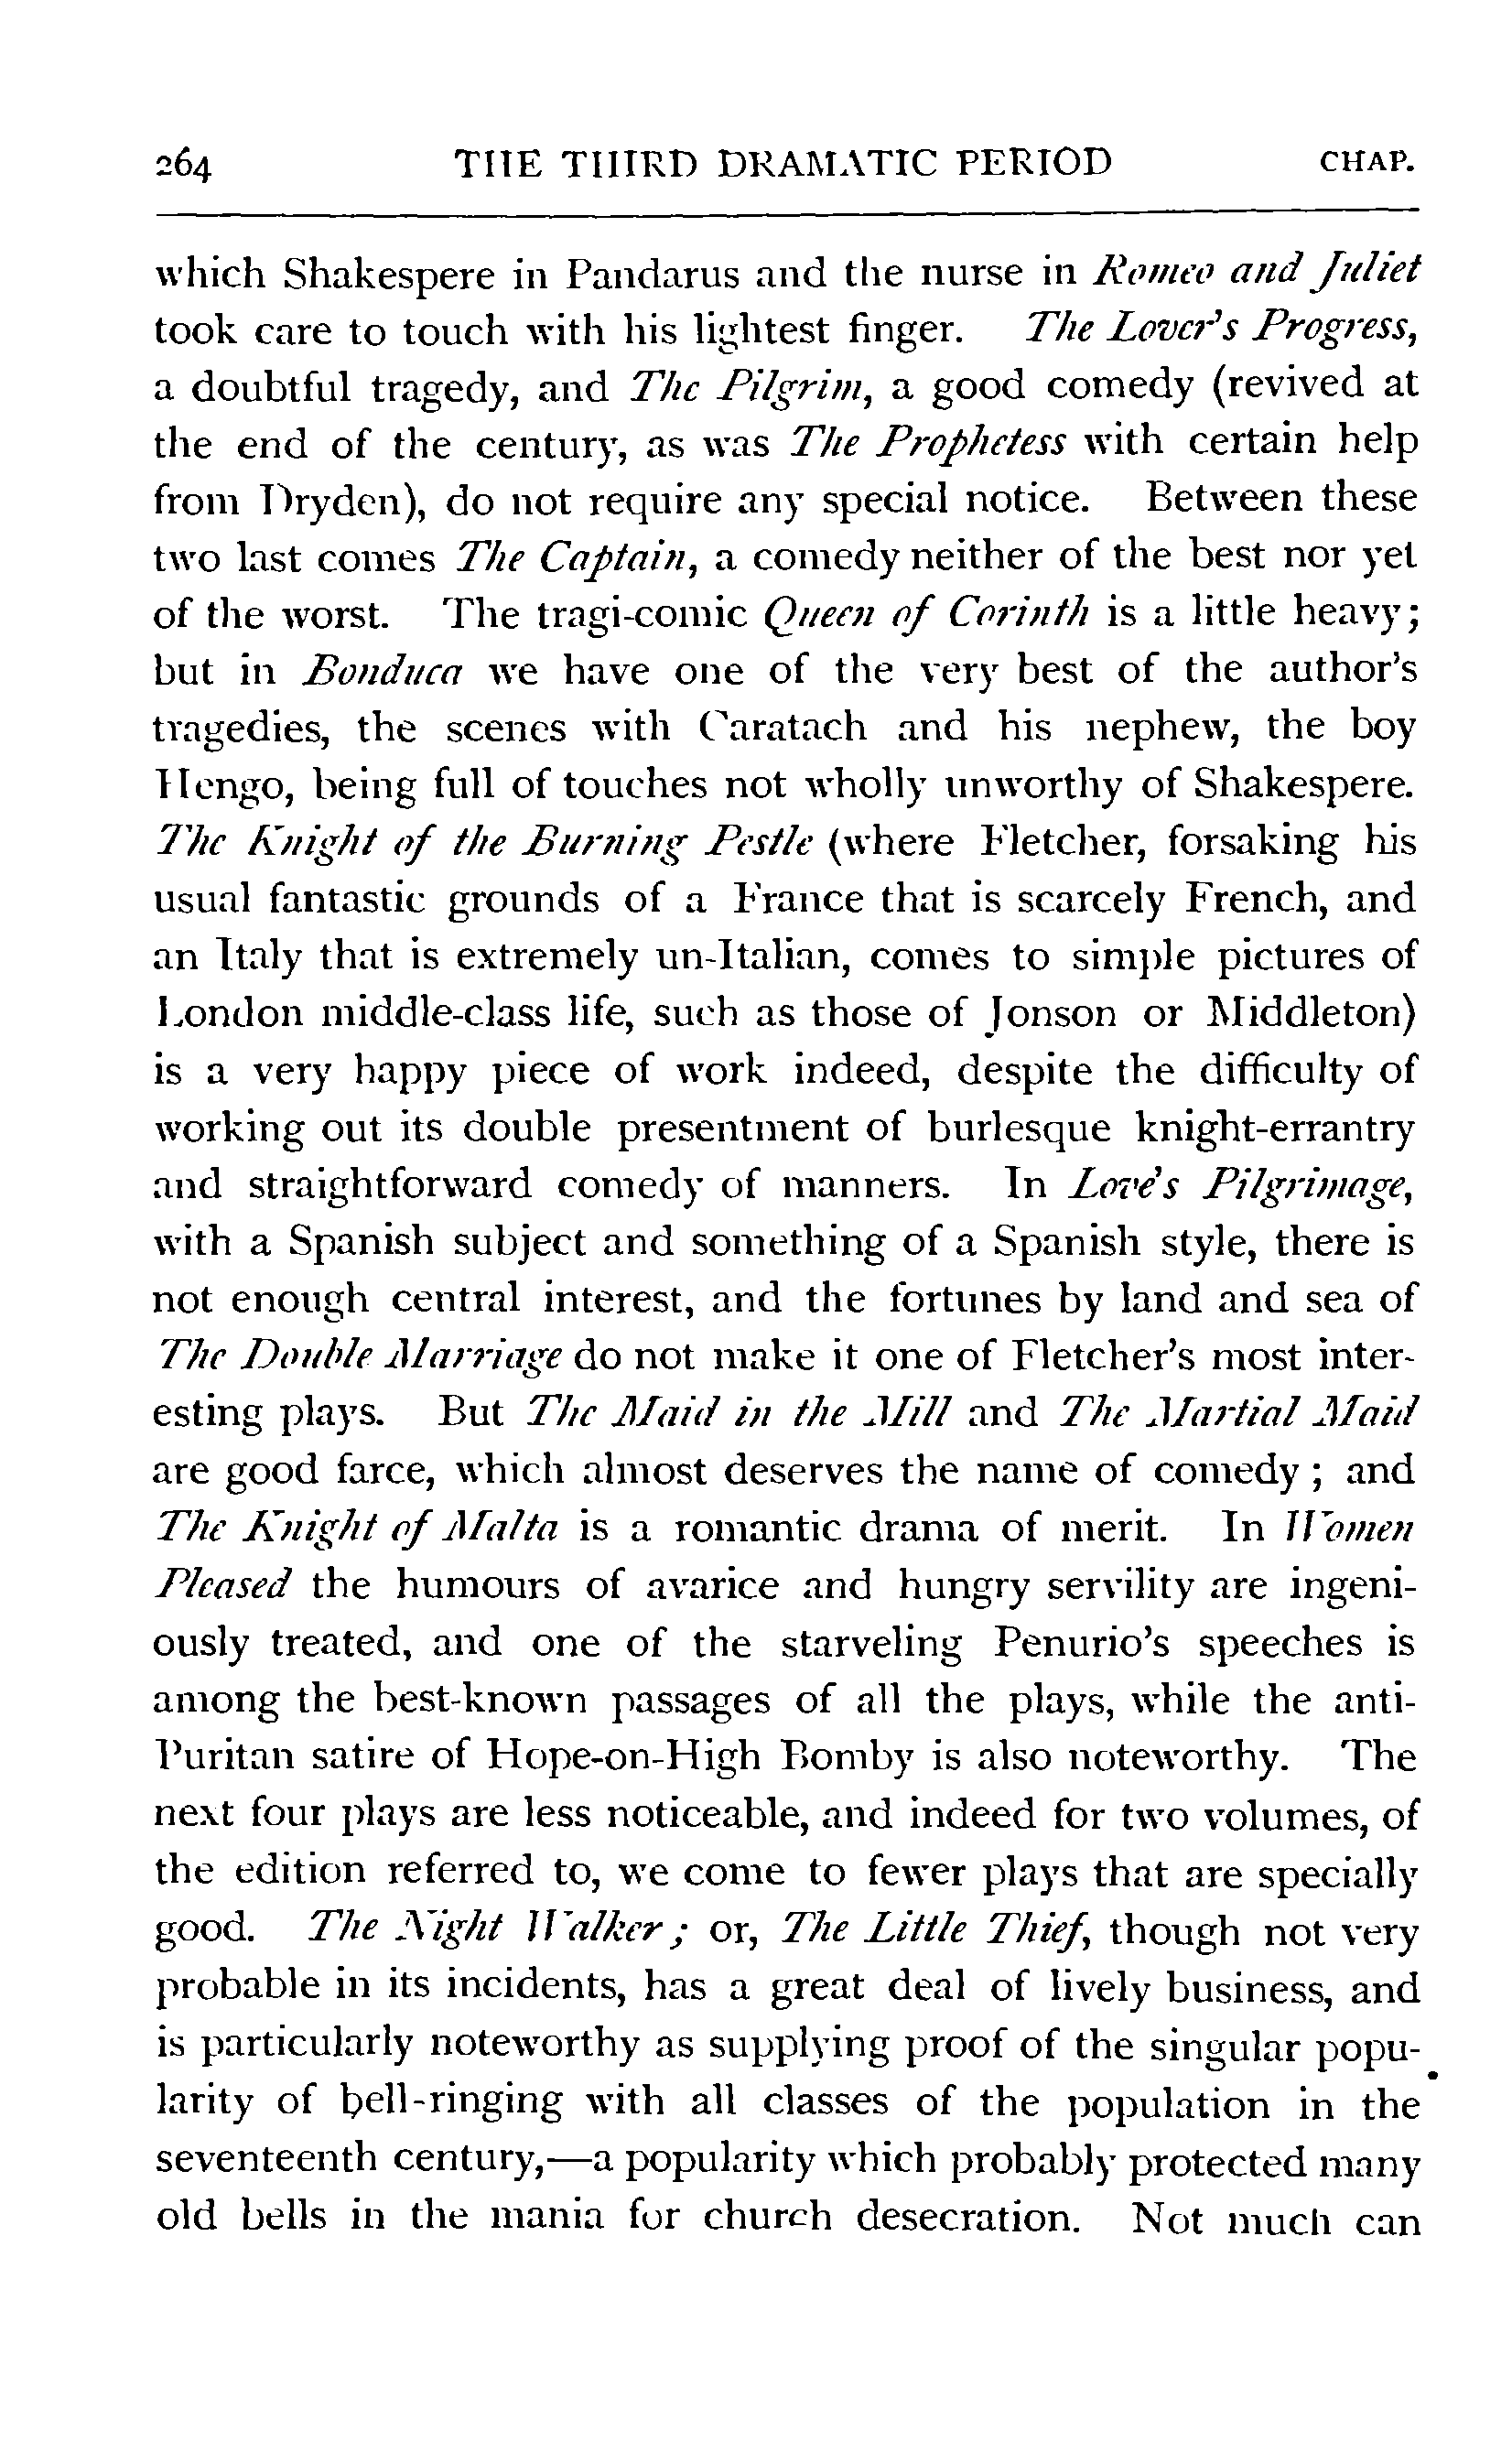 264 THE THIRD DRAMATIC PERIOD CHAP.
which Shakespere in Pandarus and the nurse in Romeo and Juliet
took care to touch with his lightest finger. The Lover's Progress,
a doubtful tragedy, and The Pilgrim, a good comedy (revived at
the end of the century, as was The Prophetess with certain help
from Dryden), do not require any special notice. Between these
two last comes The Captain, a comedy neither of the best nor yet
of the worst. The tragi-comic Queen of Corinth is a little heavy;
but in Bonduca we have one of the very best of the author's
tragedies, the scenes with Caratach and his nephew, the boy
Hengo, being full of touches not wholly unworthy of Shakespere.
The Knight of the Burning Pestle (where Fletcher, forsaking his
usual fantastic grounds of a France that is scarcely French, and
an Italy that is extremely un-Italian, comes to simple pictures of
London middle-class life, such as those of Jonson or Middleton)
is a very happy piece of work indeed, despite the difficulty of
working out its double presentment of burlesque knight-errantry
and straightforward comedy of manners. In Love's Pilgrimage,
with a Spanish subject and something of a Spanish style, there is
not enough central interest, and the fortunes by land and sea of
The Double Marriage do not make it one of Fletcher's most inter-
esting plays. But The Maid in the Mill and The Martial Maid
are good farce, which almost deserves the name of comedy; and
The Knight of Malta is a romantic drama of merit. In Women
Pleased the humours of avarice and hungry servility are ingeni-
ously treated, and one of the starveling Penurio's speeches is
among the best-known passages of all the plays, while the anti-
Puritan satire of Hope-on-High Bomby is also noteworthy. The
next four plays are less noticeable, and indeed for two volumes, of
the edition referred to, we come to fewer plays that are specially
good. The Night Walker; or, The Little Thief, though not very
probable in its incidents, has a great deal of lively business, and
is particularly noteworthy as supplying proof of the singular popu-
larity of bell-ringing with all classes of the population in the
seventeenth century,—a popularity which probably protected many
old bells in the mania for church desecration. Not much can